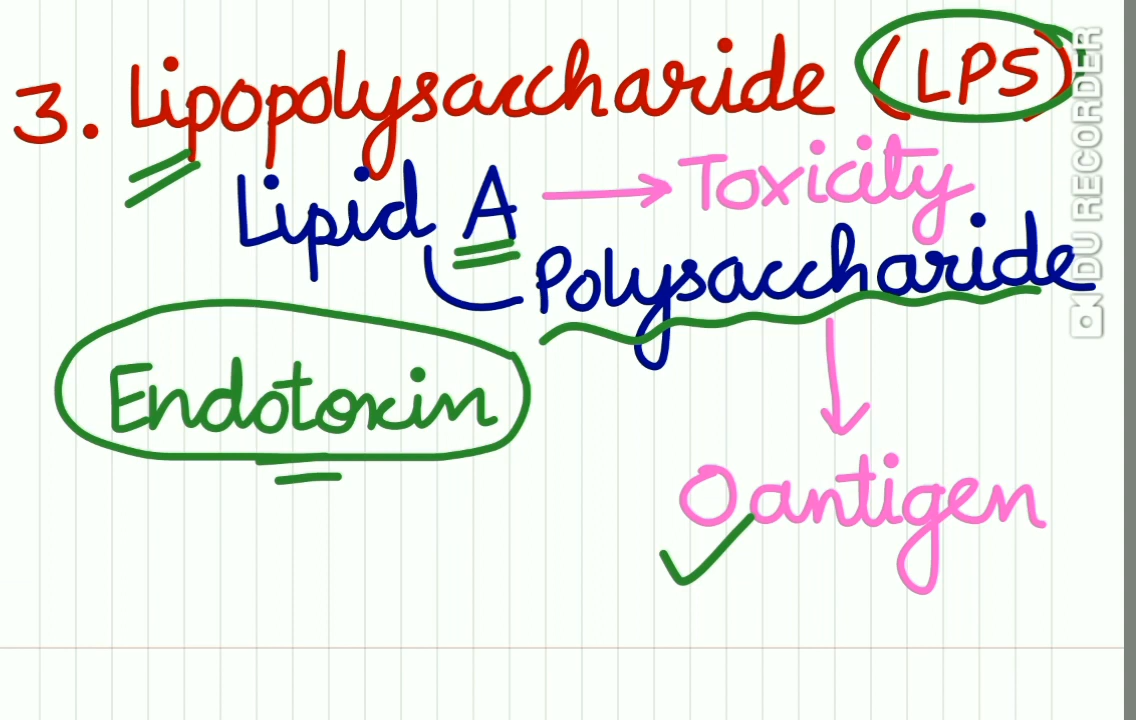 3. Lipopolysaccharide (LPS)
Lipid A → Toxicity
Polysaccharide
Endotoxin
O antigen
DU RECORDER